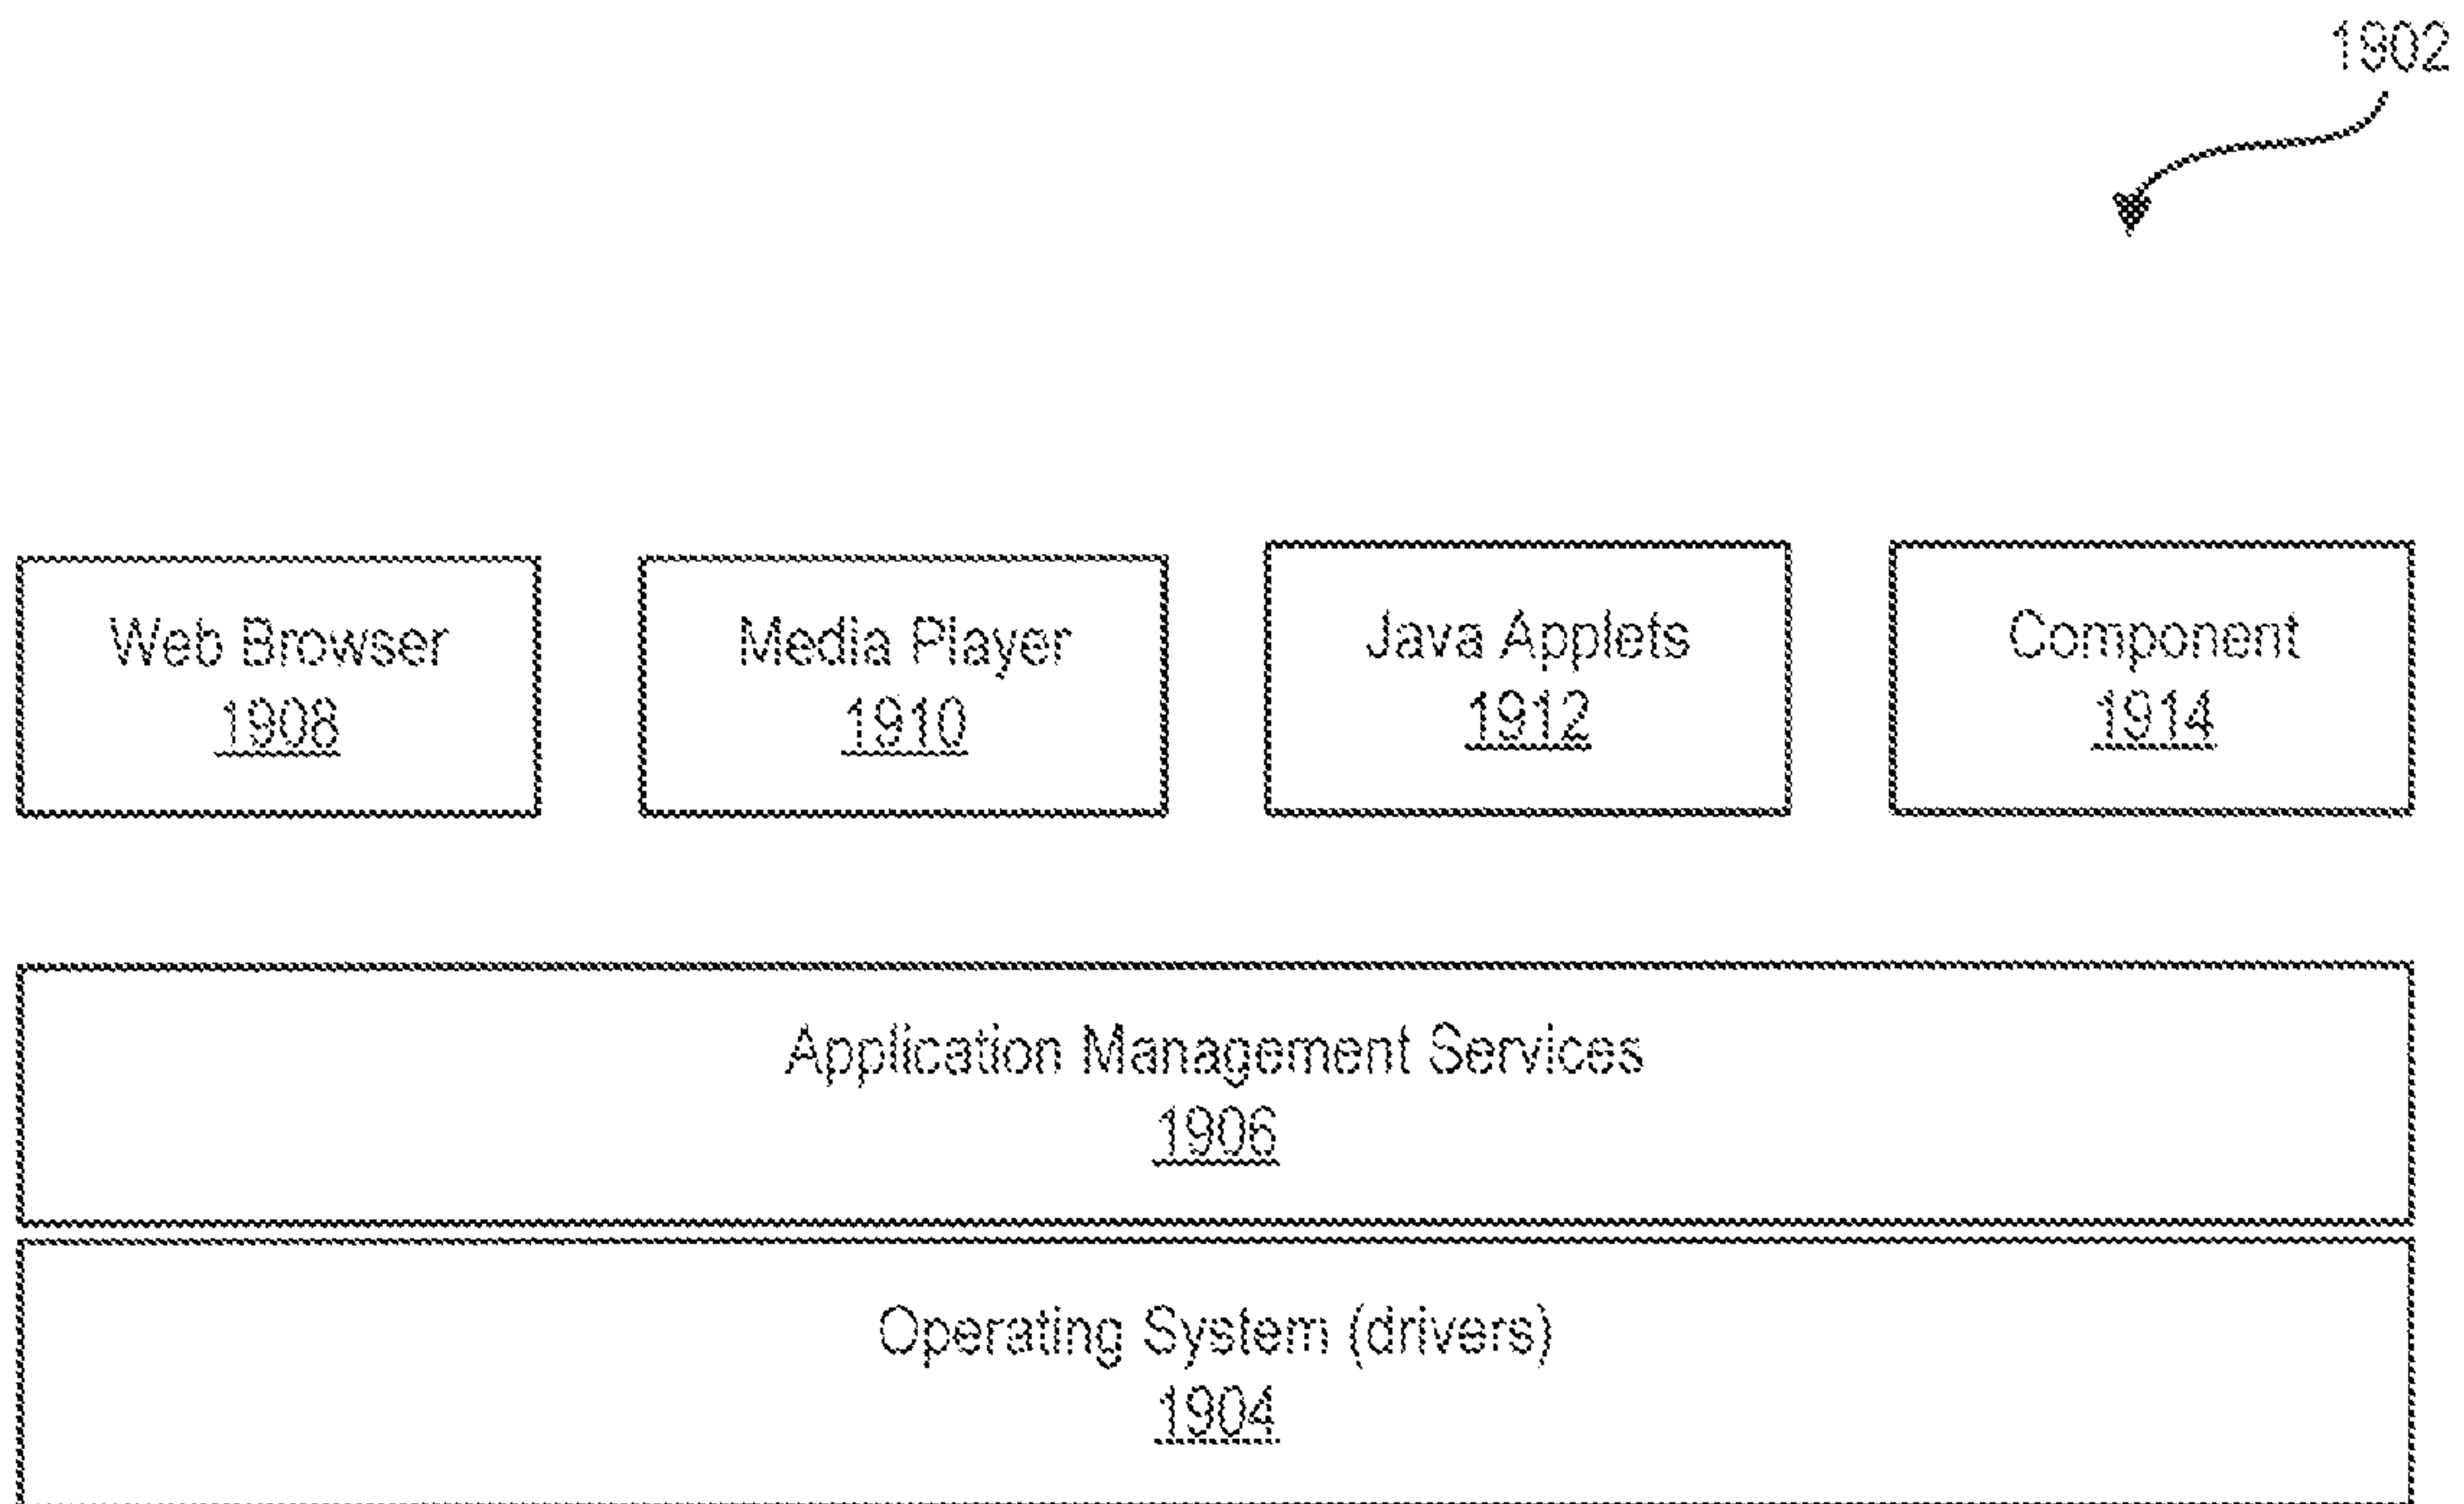 1902
Web Browser
1908
Media Player
1910
Java Applets
1912
Component
1914
Application Management Services
1906
Operating System (drivers)
1904